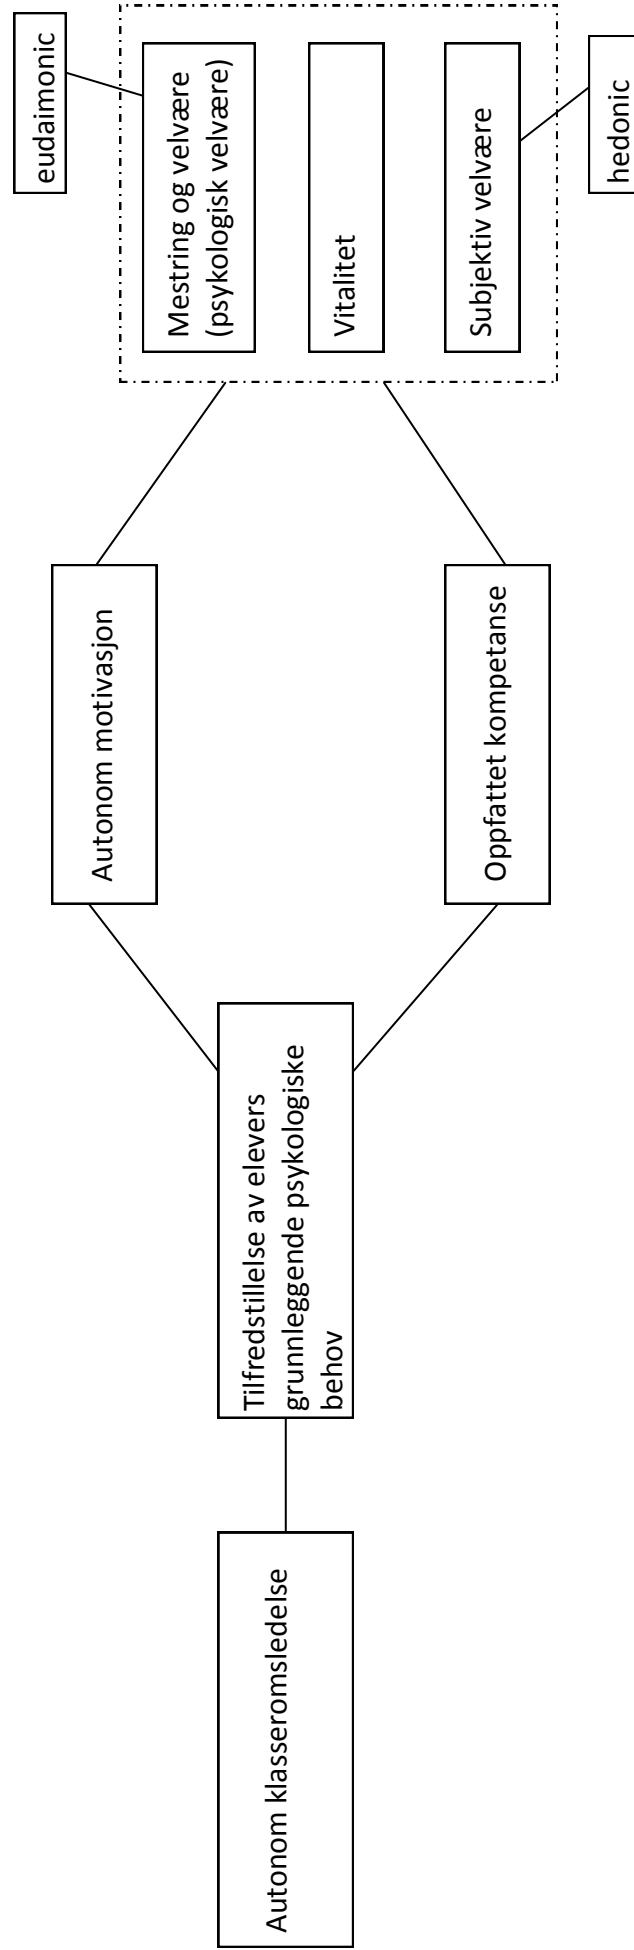 Autonom klasseromsledelse
Tilfredstillelse av elevers
grunnleggende psykologiske
behov
Autonom motivasjon
Oppfattet kompetanse
eudaimonic
Mestring og velvære
(psykologisk velvære)
Vitalitet
Subjektiv velvære
hedonic